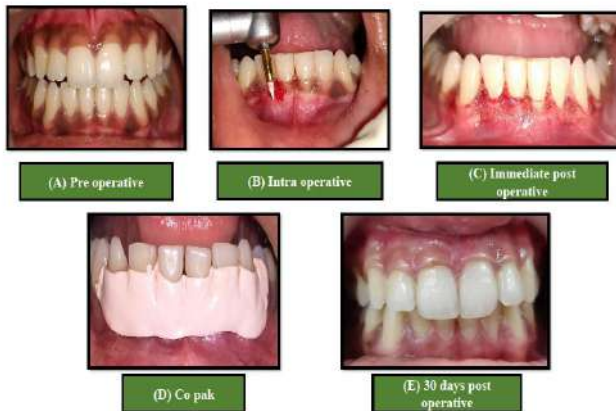 (A) Pre operative
(B) Intra operative
(C) Immediate post
operative
(D) Co pak
(E) 30 days post
operative